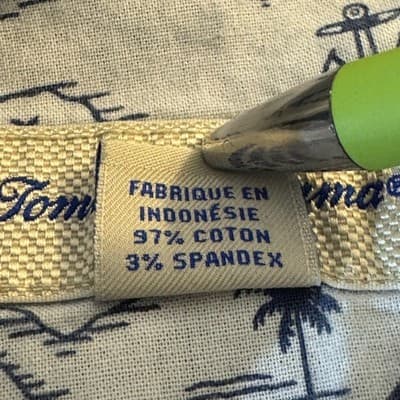 FABRIQUE EN
INDONÉSIE
97% COTON
3% SPANDEX